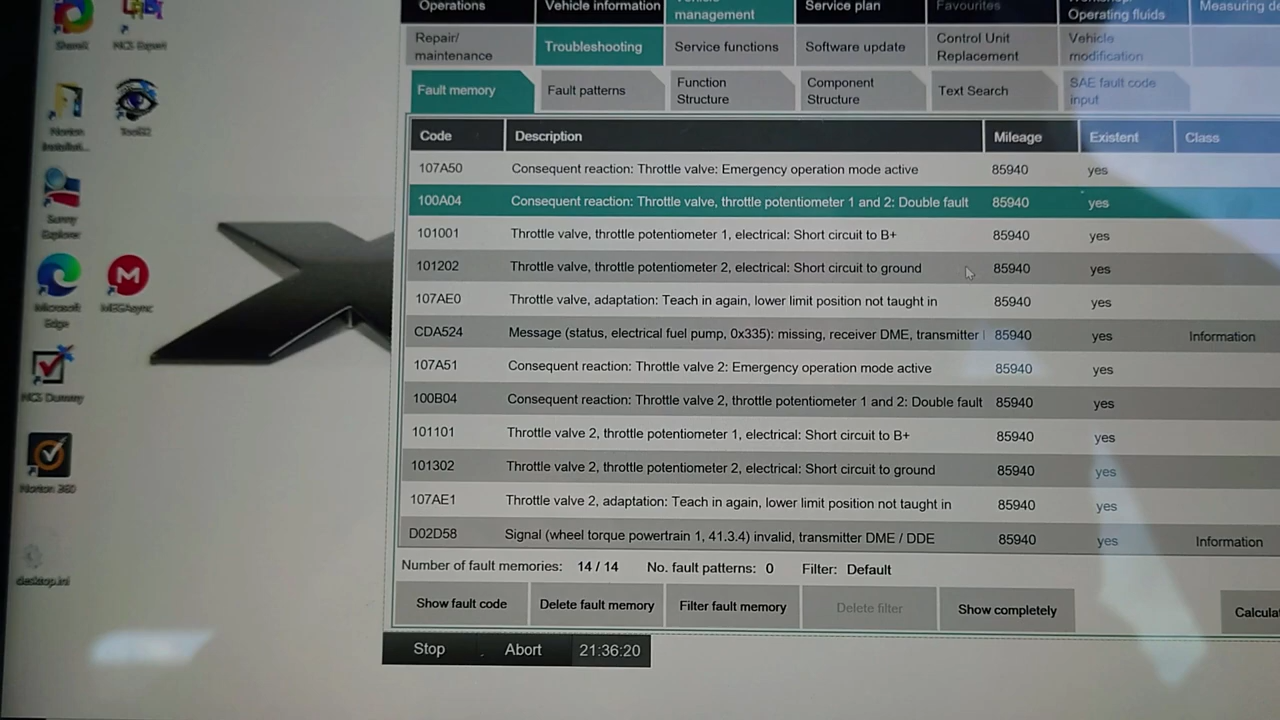 Operations Vehicle information management Service plan Favourites Operating fluids Measuring de
Repair/ maintenance Troubleshooting Service functions Software update Control Unit Replacement Vehicle modification
Fault memory Fault patterns Function Structure Component Structure Text Search SAE fault code input
Code Description Mileage Existent Class
107A50 Consequent reaction: Throttle valve: Emergency operation mode active 85940 yes
100A04 Consequent reaction: Throttle valve, throttle potentiometer 1 and 2: Double fault 85940 yes
101001 Throttle valve, throttle potentiometer 1, electrical: Short circuit to B+ 85940 yes
101202 Throttle valve, throttle potentiometer 2, electrical: Short circuit to ground 85940 yes
107AE0 Throttle valve, adaptation: Teach in again, lower limit position not taught in 85940 yes
CDA524 Message (status, electrical fuel pump, 0x335): missing, receiver DME, transmitter 85940 yes Information
107A51 Consequent reaction: Throttle valve 2: Emergency operation mode active 85940 yes
100B04 Consequent reaction: Throttle valve 2, throttle potentiometer 1 and 2: Double fault 85940 yes
101101 Throttle valve 2, throttle potentiometer 1, electrical: Short circuit to B+ 85940 yes
101302 Throttle valve 2, throttle potentiometer 2, electrical: Short circuit to ground 85940 yes
107AE1 Throttle valve 2, adaptation: Teach in again, lower limit position not taught in 85940 yes
D02D58 Signal (wheel torque powertrain 1, 41.3.4) invalid, transmitter DME / DDE 85940 yes Information
Number of fault memories: 14 / 14 No. fault patterns: 0 Filter: Default
Show fault code Delete fault memory Filter fault memory Delete filter Show completely Calcula
Stop Abort 21:36:20
NCS Expert
Norton Installati...
Tool32
Sunny Explorer
Microsoft Edge
MEGAsync
NCS Dummy
Norton 360
desktop.ini